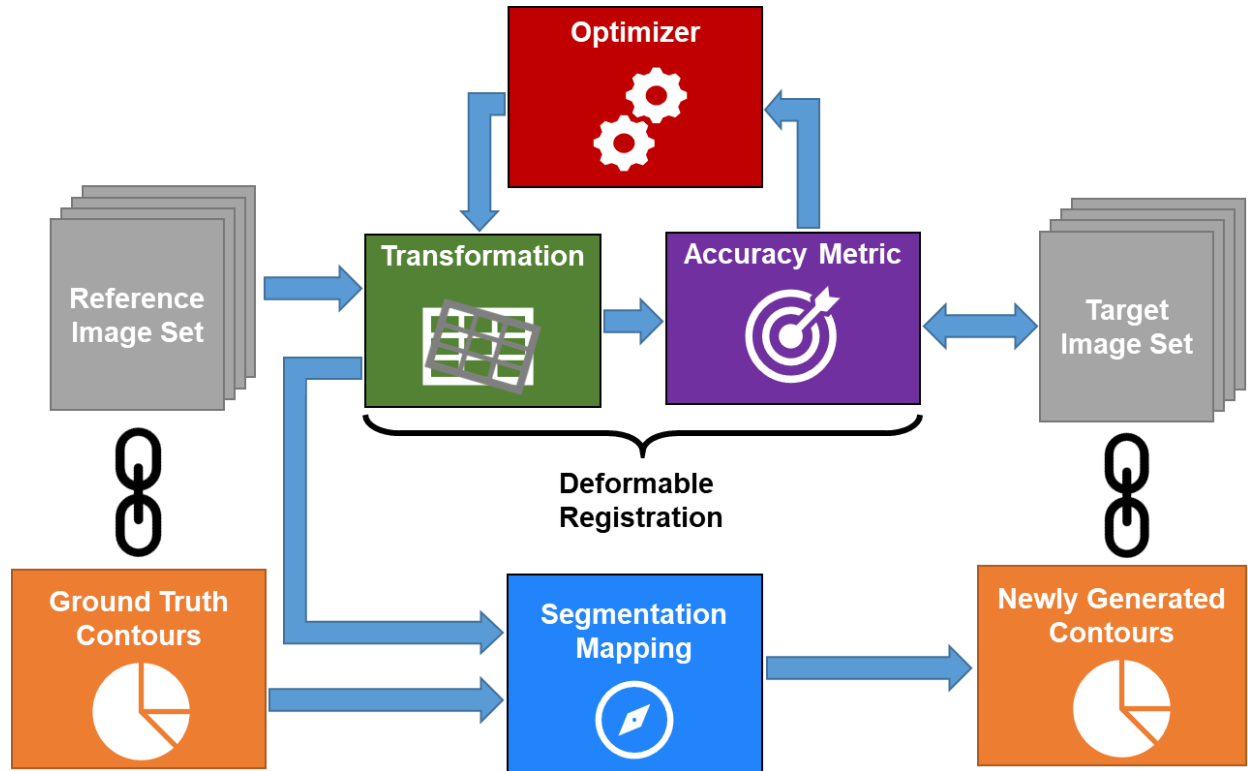 Optimizer
Transformation
Accuracy Metric
Reference
Image Set
Target
Image Set
Deformable
Registration
Ground Truth
Contours
Segmentation
Mapping
Newly Generated
Contours